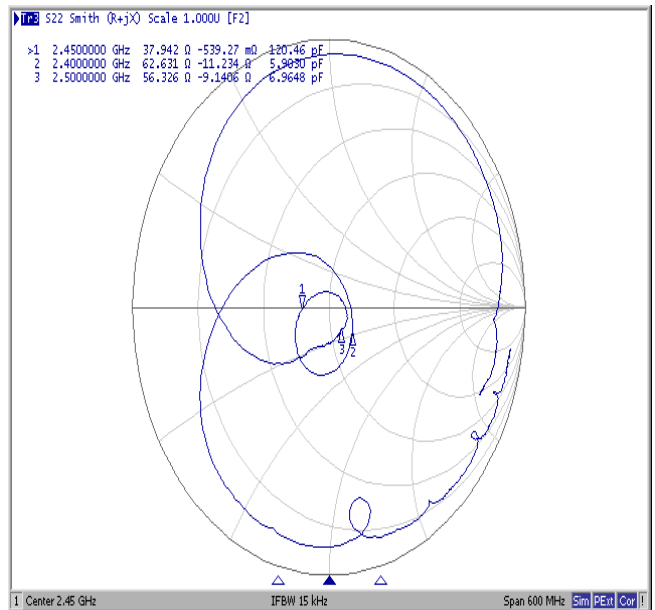 Tr3 S22 Smith (R+jX) Scale 1.000U [F2]
>1 2.4500000 GHz 37.942 Ω -539.27 mΩ 120.46 pF
2 2.4000000 GHz 62.631 Ω -11.234 Ω 5.9030 pF
3 2.5000000 GHz 56.326 Ω -9.1406 Ω 6.9648 pF
1
3
2
1 Center 2.45 GHz IFBW 15 kHz Span 600 MHz Sim PExt Cor !